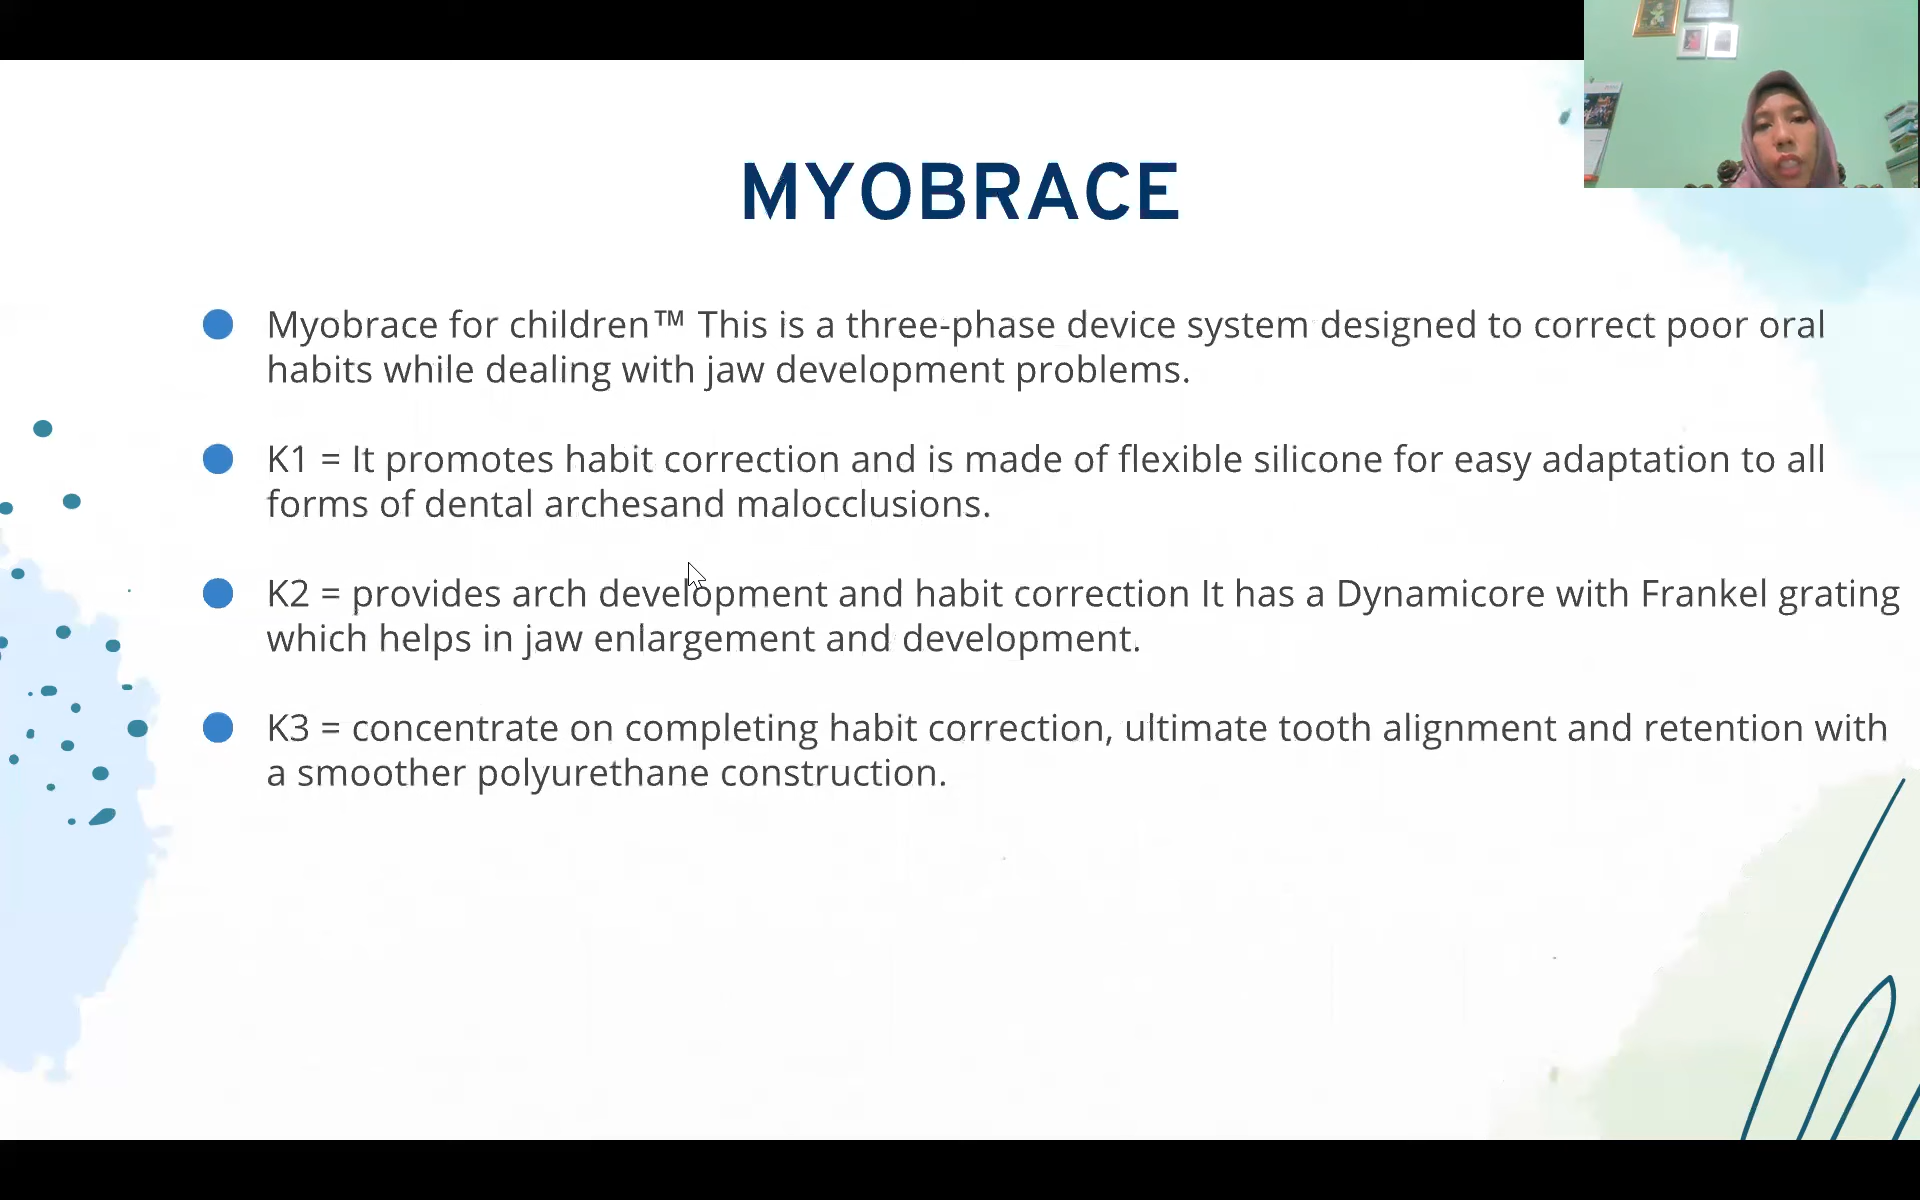 MYOBRACE
Myobrace for children™ This is a three-phase device system designed to correct poor oral
habits while dealing with jaw development problems.
K1 = It promotes habit correction and is made of flexible silicone for easy adaptation to all
forms of dental archesand malocclusions.
K2 = provides arch development and habit correction It has a Dynamicore with Frankel grating
which helps in jaw enlargement and development.
K3 = concentrate on completing habit correction, ultimate tooth alignment and retention with
a smoother polyurethane construction.